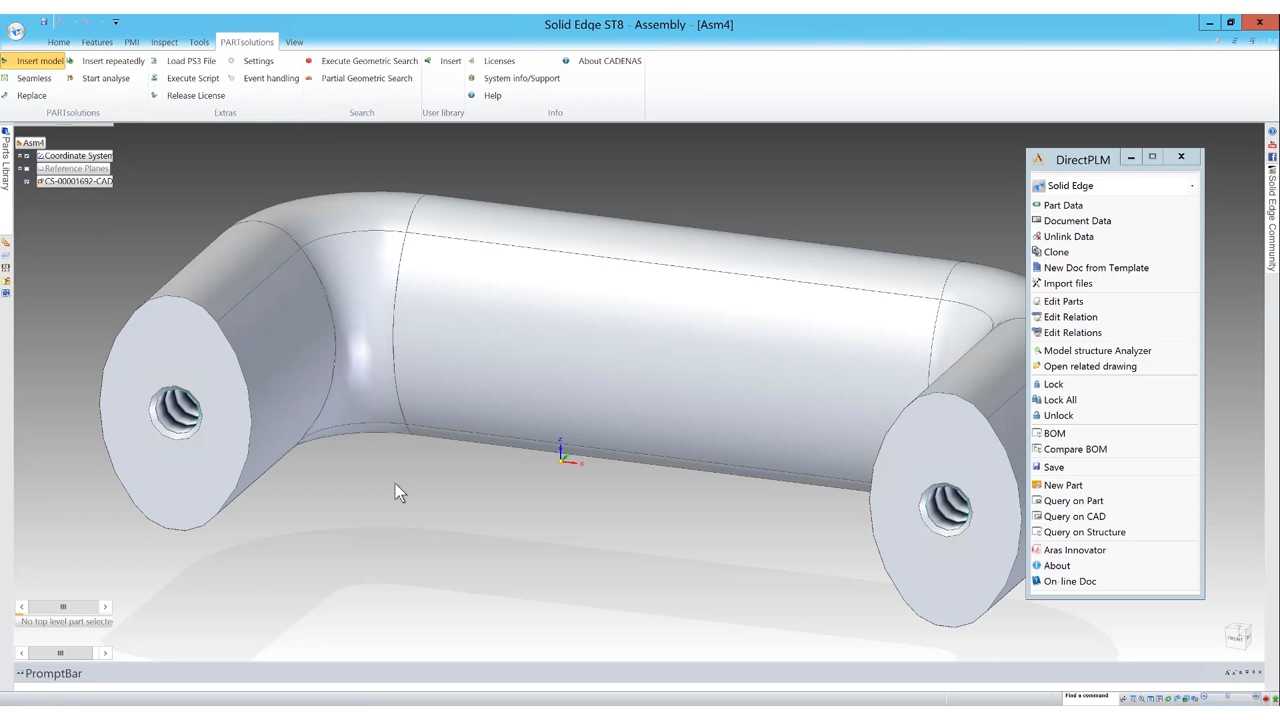 Solid Edge ST8 - Assembly - [Asm4]
Home Features PMI Inspect Tools PARTsolutions View
Insert model Insert repeatedly Load PS3 File Settings Execute Geometric Search Insert Licenses About CADENAS
Seamless Start analyse Execute Script Event handling Partial Geometric Search System info/Support
Replace Release License Help
PARTsolutions Extras Search User library Info
Parts Library
Asm4
Coordinate System
Reference Planes
CS-00001692-CAD
No top level part selecte
z
x
DirectPLM
Solid Edge
Part Data
Document Data
Unlink Data
Clone
New Doc from Template
Import files
Edit Parts
Edit Relation
Edit Relations
Model structure Analyzer
Open related drawing
Lock
Lock All
Unlock
BOM
Compare BOM
Save
New Part
Query on Part
Query on CAD
Query on Structure
Aras Innovator
About
On-line Doc
Solid Edge Community
FRONT
PromptBar
Find a command